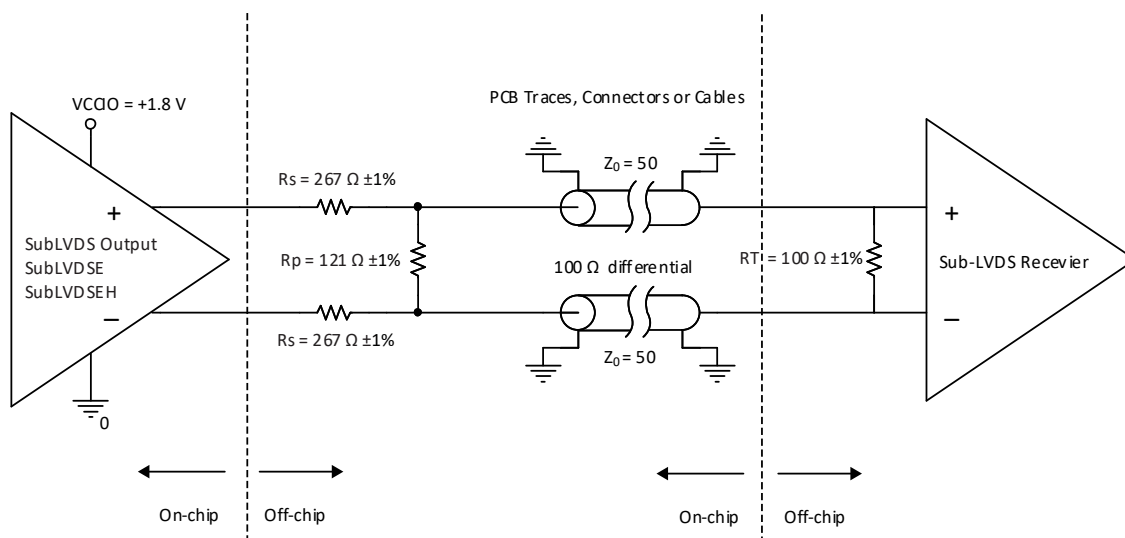 VCCIO = +1.8 V
PCB Traces, Connectors or Cables
Z0 = 50
Rs = 267 Ω ±1%
+
+
SubLVDS Output
SubLVDSE
SubLVDSEH
Rp = 121 Ω ±1%
100 Ω differential
RT = 100 Ω ±1%
Sub-LVDS Recevier
−
−
Rs = 267 Ω ±1%
Z0 = 50
0
On-chip
Off-chip
On-chip
Off-chip